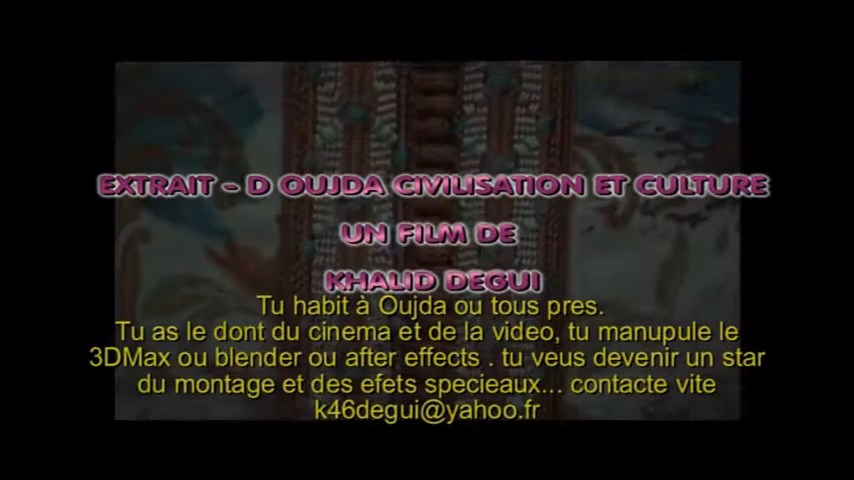 EXTRAIT - D OUJDA CIVILISATION ET CULTURE
UN FILM DE
KHALID DEGUI
Tu habit à Oujda ou tous pres.
Tu as le dont du cinema et de la video, tu manupule le
3DMax ou blender ou after effects . tu veus devenir un star
du montage et des efets specieaux... contacte vite
k46degui@yahoo.fr